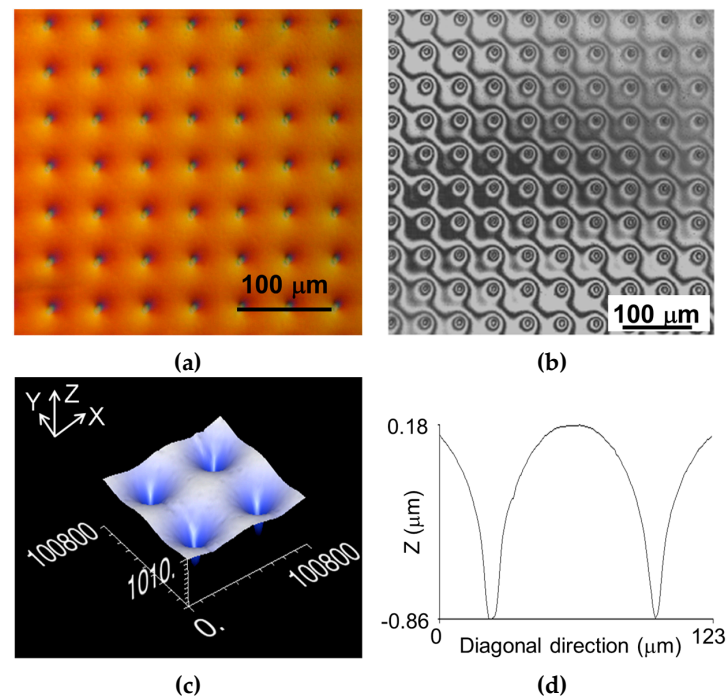 100 μm
(a)
100 μm
(b)
Y Z X
100800
1010.
0.
100800
(c)
0.18
Z (μm)
-0.86
0
123
Diagonal direction (μm)
(d)